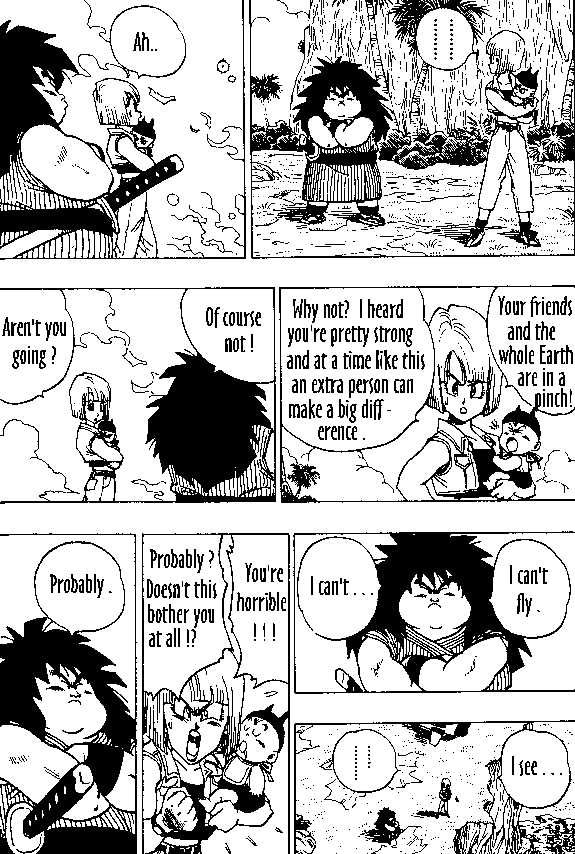 Ah..
......
Aren't you
going ?
Of course
not !
Why not? I heard
you're pretty strong
and at a time like this
an extra person can
make a big diff -
erence .
Your friends
and the
whole Earth
are in a
pinch!
Probably .
Probably ?
Doesn't this
bother you
at all !?
You're
horrible
! ! !
I can't . . .
I can't
fly .
......
I see . . .